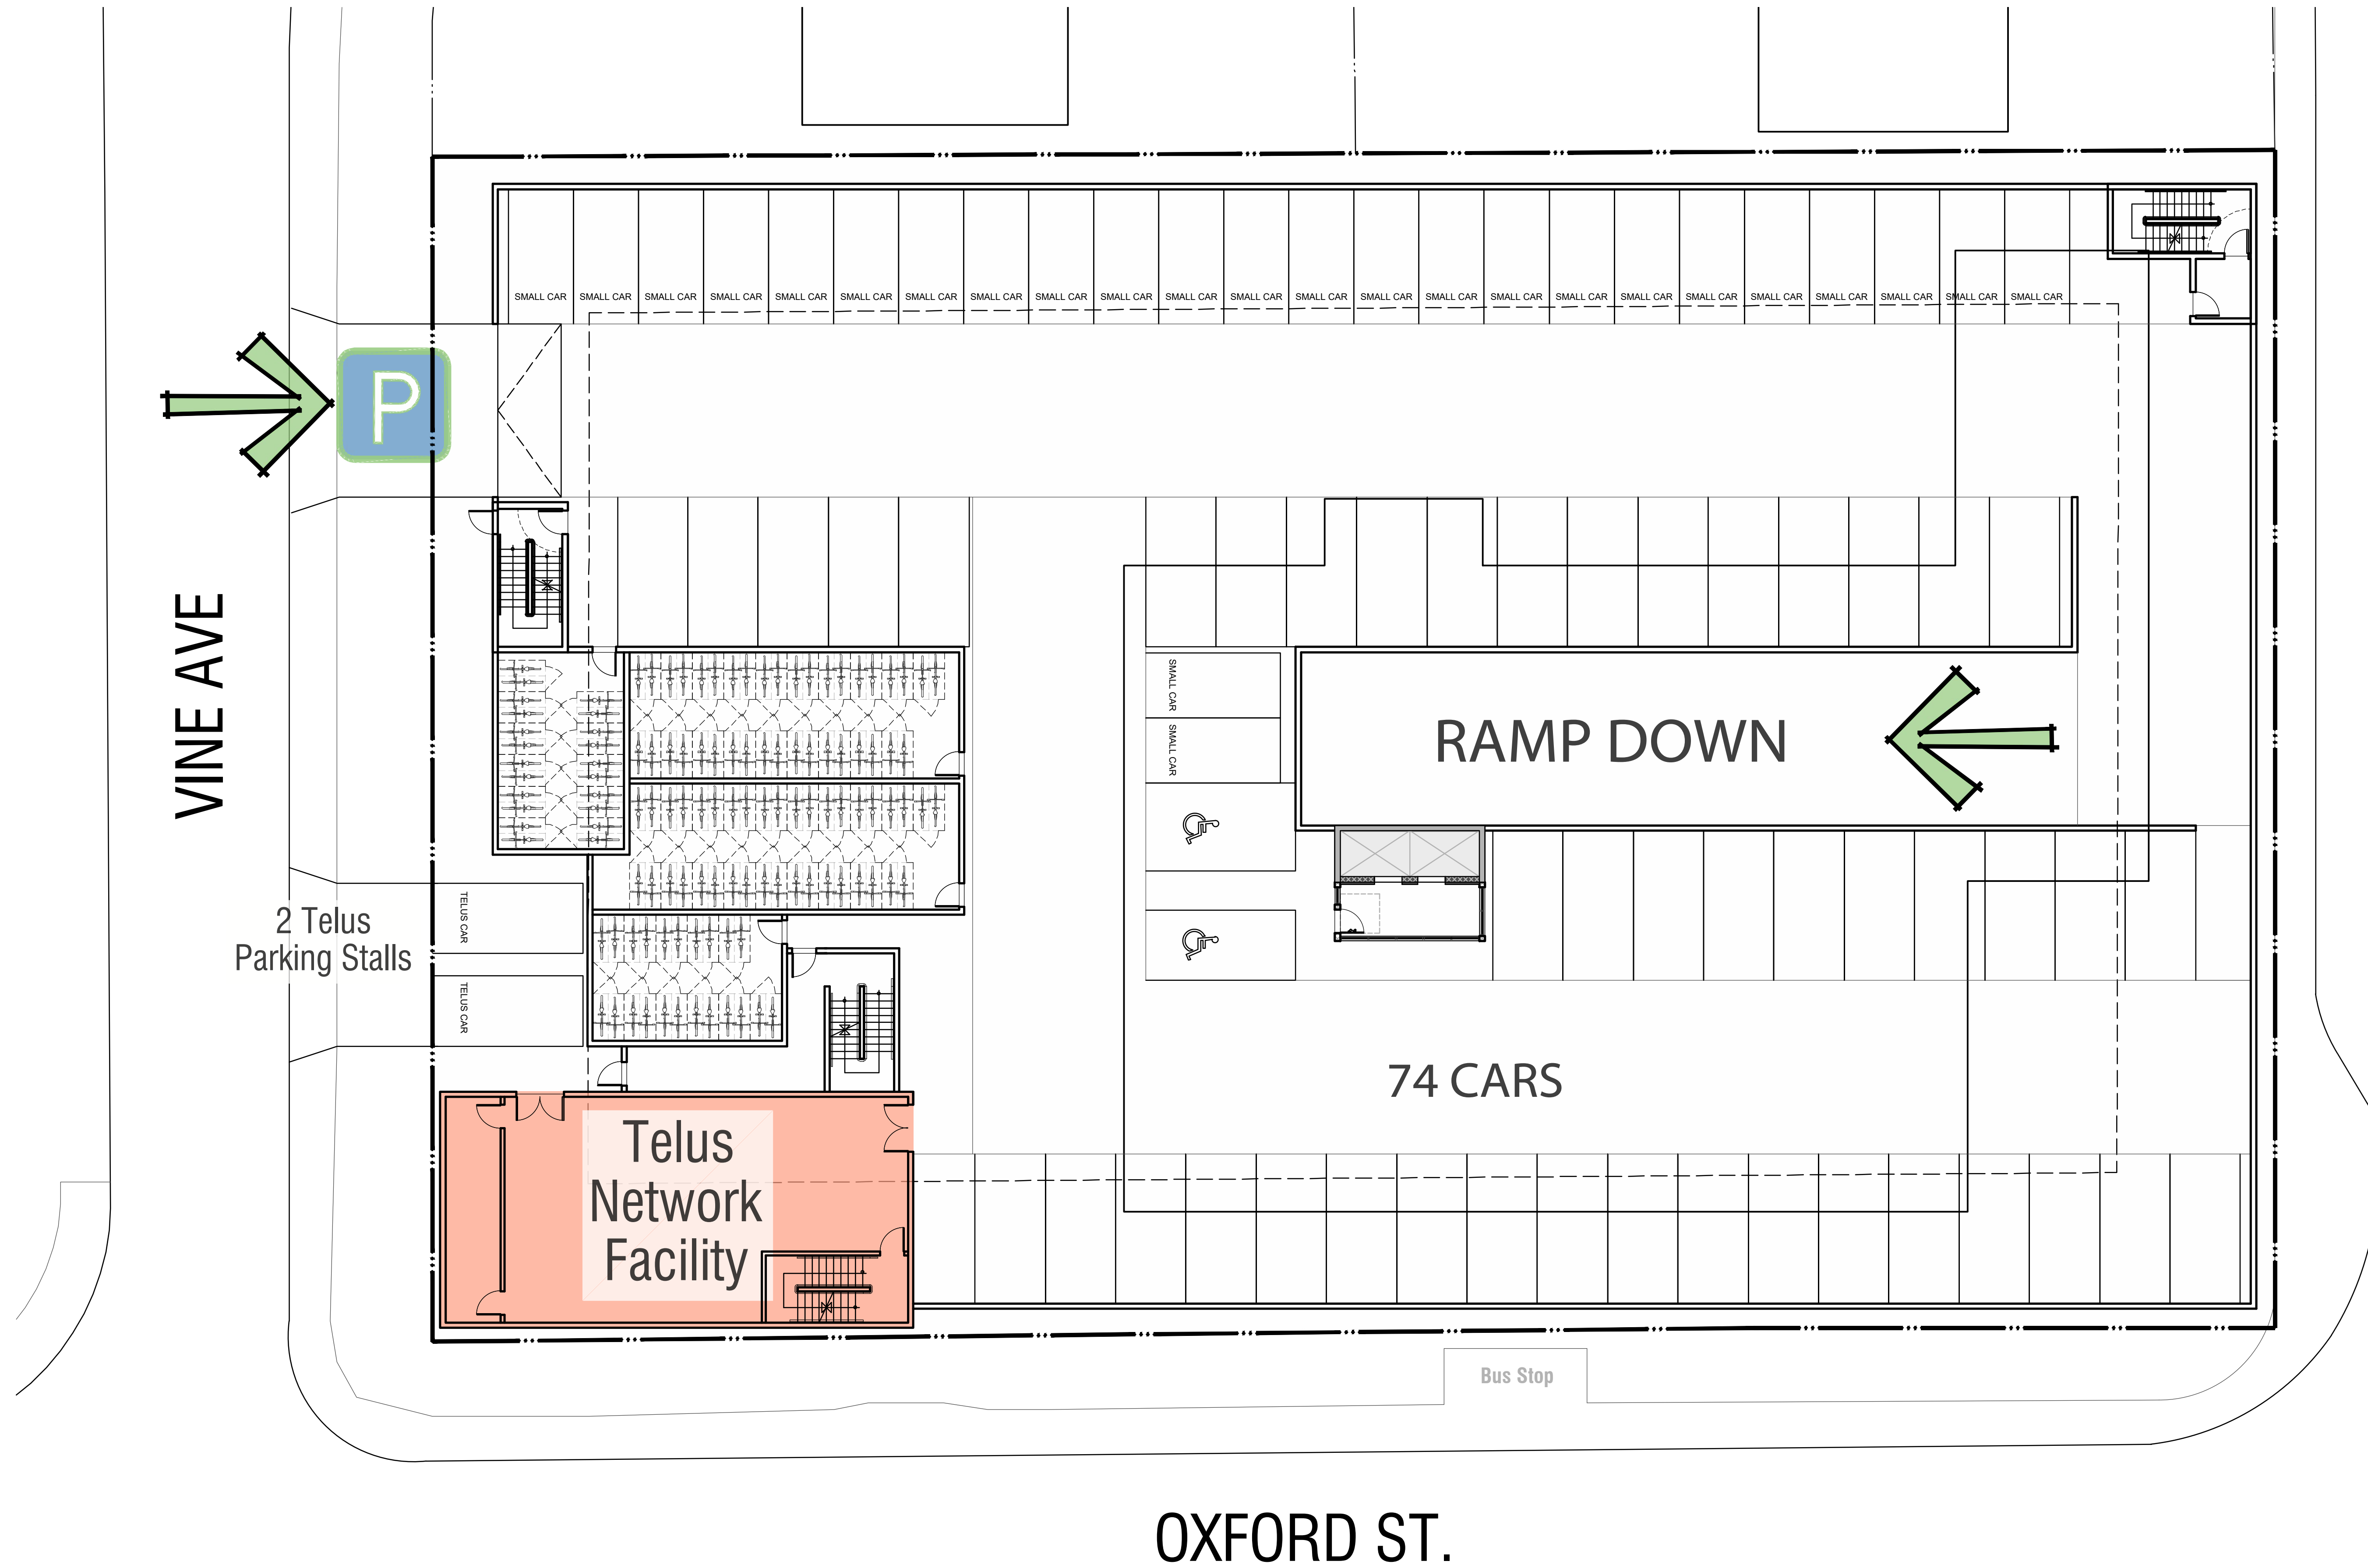 SMALL CAR SMALL CAR SMALL CAR SMALL CAR SMALL CAR SMALL CAR SMALL CAR SMALL CAR SMALL CAR SMALL CAR SMALL CAR SMALL CAR SMALL CAR SMALL CAR SMALL CAR SMALL CAR SMALL CAR SMALL CAR SMALL CAR SMALL CAR SMALL CAR SMALL CAR SMALL CAR SMALL CAR
P
VINE AVE
SMALL CAR
SMALL CAR
RAMP DOWN
2 Telus
Parking Stalls
TELUS CAR
TELUS CAR
74 CARS
Telus
Network
Facility
Bus Stop
OXFORD ST.